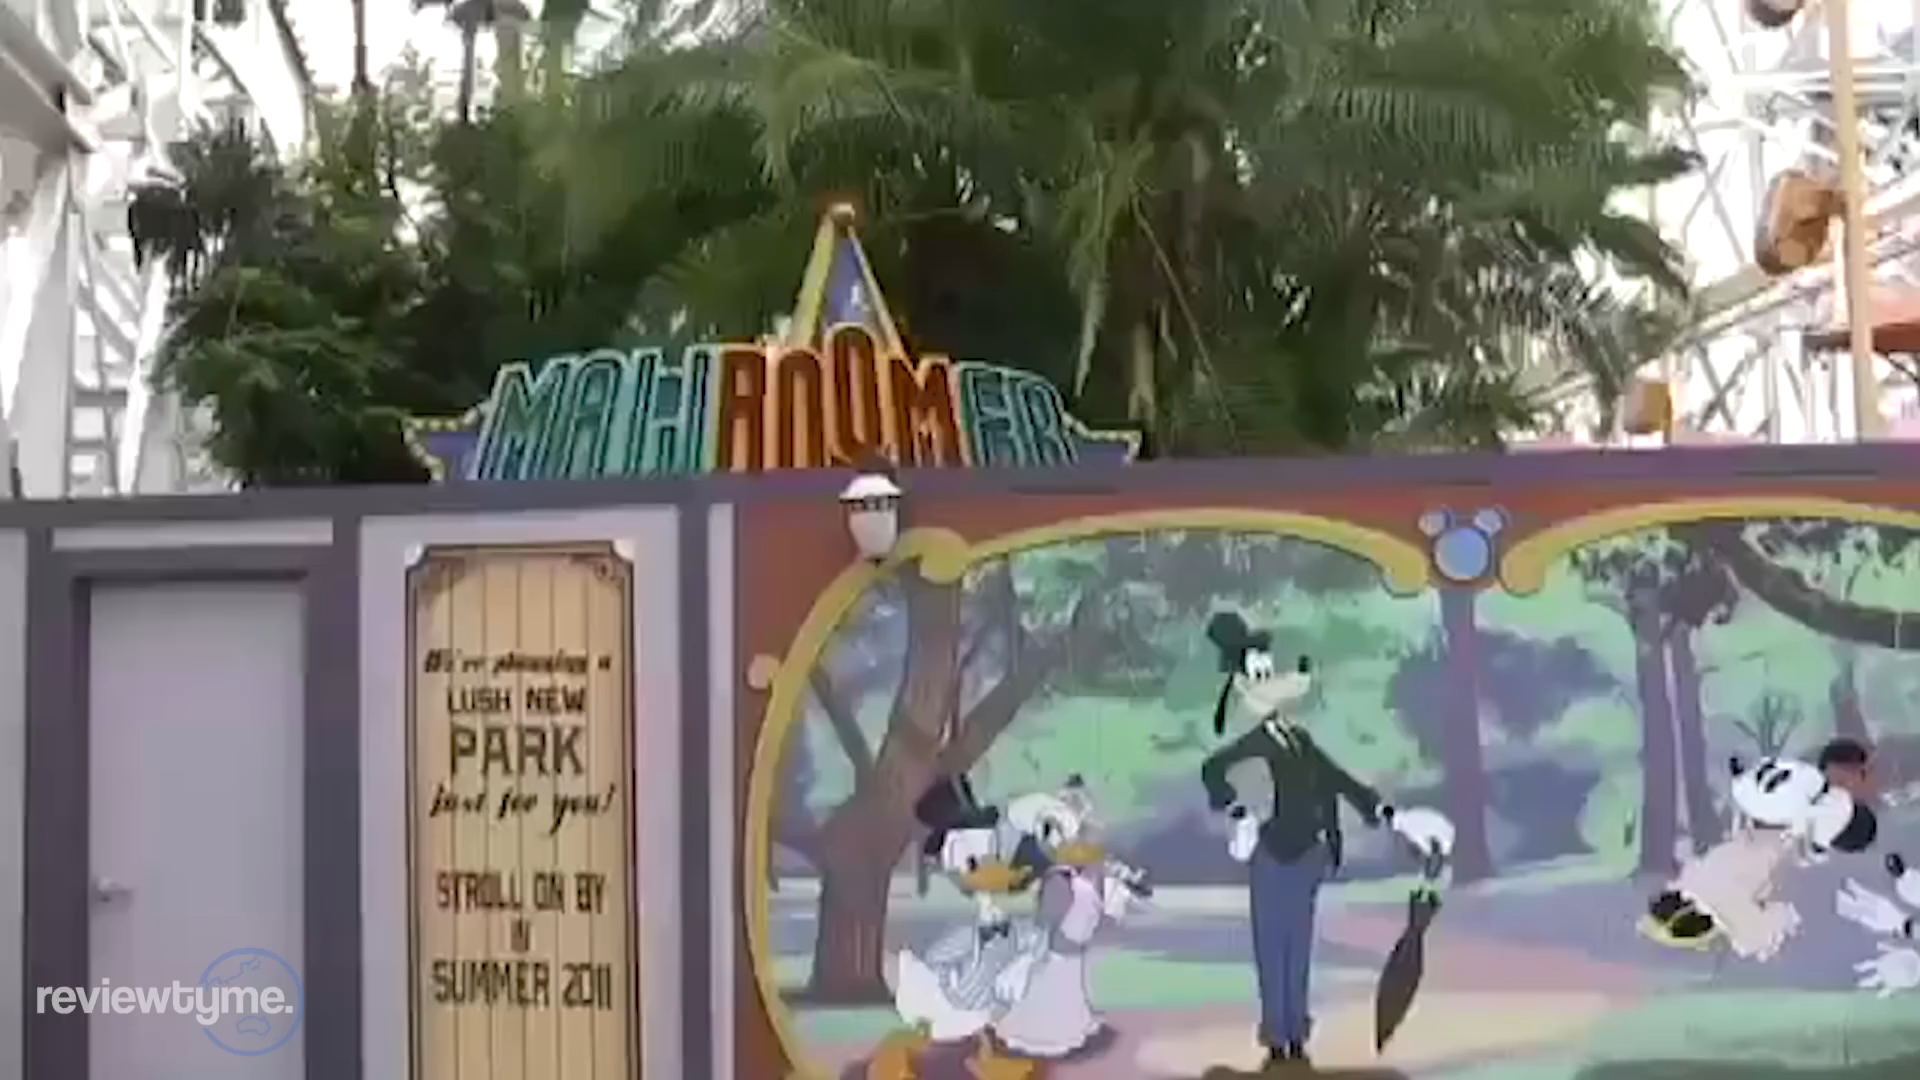 MALIBOOMER
We're planning a
LUSH NEW
PARK
just for you!
STROLL ON BY
IN
SUMMER 2011
reviewtyme.